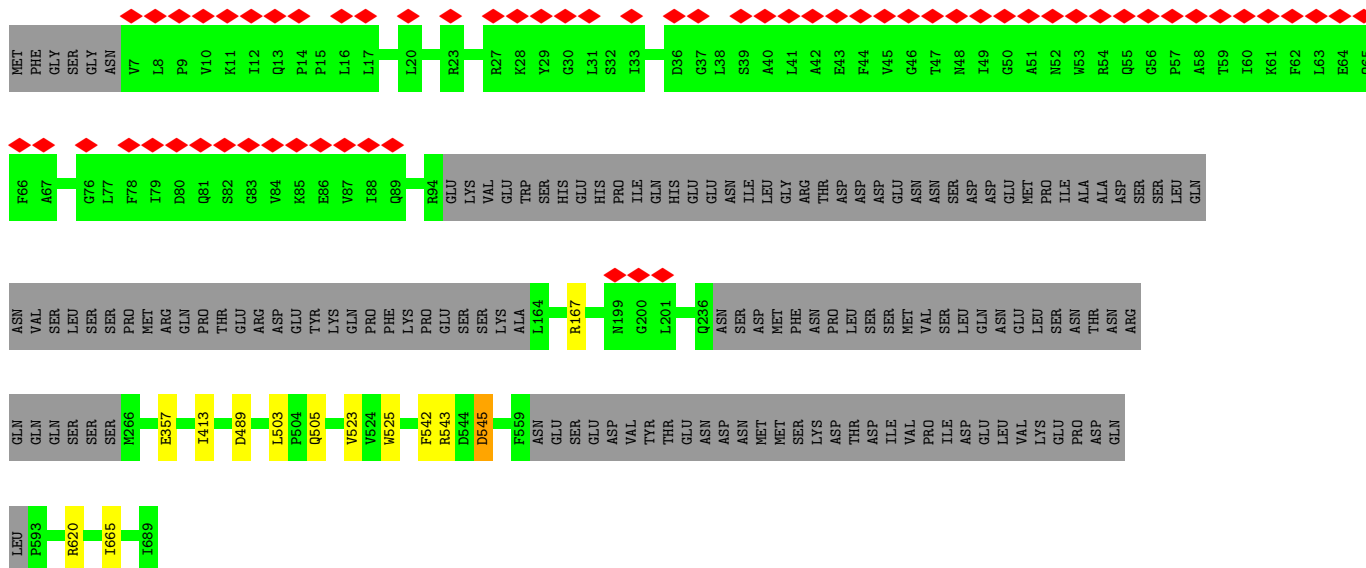 MET PHE GLY SER GLY ASN V7 L8 P9 V10 K11 I12 Q13 P14 P15 L16 L17 L20 R23 R27 K28 Y29 G30 L31 S32 I33 D36 G37 L38 S39 A40 L41 A42 E43 F44 V45 G46 T47 N48 I49 G50 A51 N52 W53 R54 Q55 G56 P57 A58 T59 I60 K61 F62 L63 E64
F66 A67 G76 L77 F78 I79 D80 Q81 S82 G83 V84 K85 E86 V87 I88 Q89 R94 GLU LYS VAL GLU TRP SER HIS GLU HIS PRO ILE GLN HIS GLU GLU ASN ILE LEU GLY ARG THR ASP ASP ASP GLU ASN ASN SER ASP ASP GLU MET PRO ILE ALA ALA ASP SER SER LEU GLN
ASN VAL SER LEU SER SER PRO MET ARG GLN PRO THR GLU ARG ASP GLU TYR LYS GLN PRO PHE LYS PRO GLU SER SER LYS ALA L164 R167 N199 G200 L201 Q236 ASN SER ASP MET PHE ASN PRO LEU SER SER MET VAL SER LEU GLN ASN GLU LEU SER ASN THR ASN ARG
GLN GLN GLN SER SER SER M266 E357 I413 D489 L503 P504 Q505 V523 V524 W525 F542 R543 D544 D545 F559 ASN GLU SER GLU ASP VAL TYR THR GLU ASN ASP ASN MET MET SER LYS ASP THR ASP ILE VAL PRO ILE ASP GLU LEU VAL LYS GLU PRO ASP GLN
LEU P593 R620 I665 I689